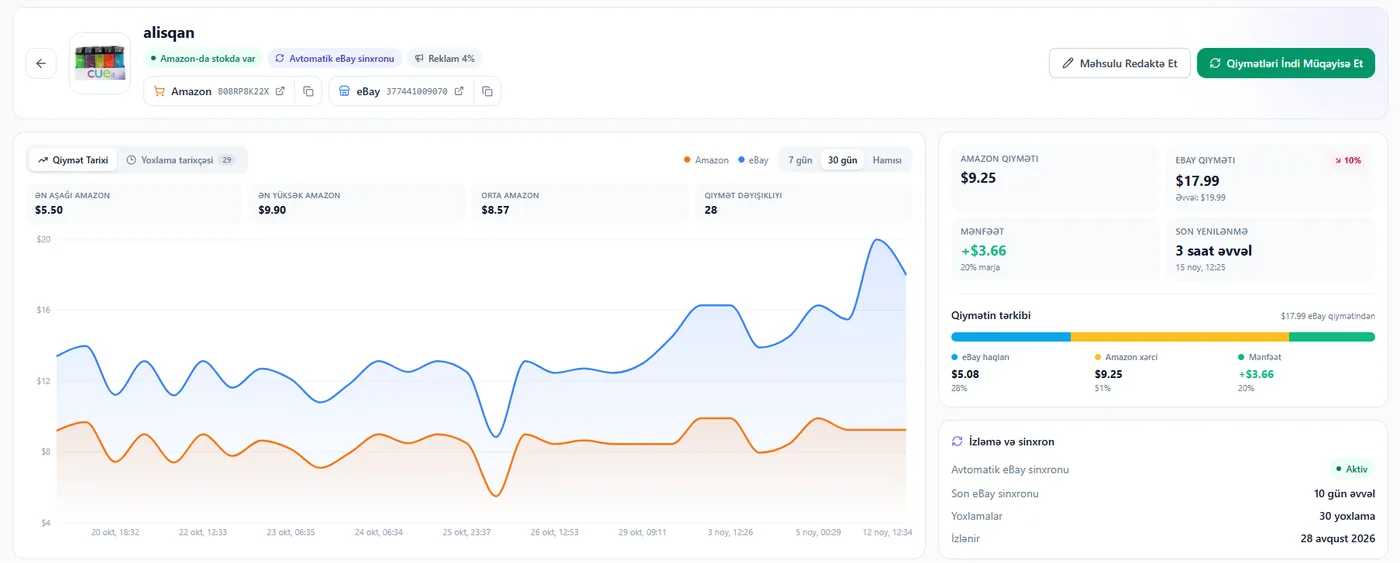 alisqan
Amazon-da stokda var
Avtomatik eBay sinxronu
Reklam 4%
Amazon B08RP8K22X
eBay 377441009070
Məhsulu Redaktə Et
Qiymətləri İndi Müqayisə Et
CUE
Qiymət Tarixi
Yoxlama tarixçəsi 29
Amazon
eBay
7 gün
30 gün
Hamısı
ƏN AŞAĞI AMAZON
$5.50
ƏN YÜKSƏK AMAZON
$9.90
ORTA AMAZON
$8.57
QIYMƏT DƏYIŞIKLIYI
28
$20
$16
$12
$8
$4
20 okt, 18:32
22 okt, 12:33
23 okt, 06:35
24 okt, 06:34
25 okt, 23:37
26 okt, 12:53
29 okt, 09:11
3 noy, 12:26
5 noy, 00:29
12 noy, 12:34
AMAZON QIYMƏTI
$9.25
EBAY QIYMƏTI
10%
$17.99
Əvvəl: $19.99
MƏNFƏƏT
+$3.66
20% marja
SON YENILƏNMƏ
3 saat əvvəl
15 noy, 12:25
Qiymətin tərkibi
$17.99 eBay qiymətindən
eBay haqları
$5.08
28%
Amazon xərci
$9.25
51%
Mənfəət
+$3.66
20%
İzləmə və sinxron
Avtomatik eBay sinxronu
Aktiv
Son eBay sinxronu
10 gün əvvəl
Yoxlamalar
30 yoxlama
İzlənir
28 avqust 2026